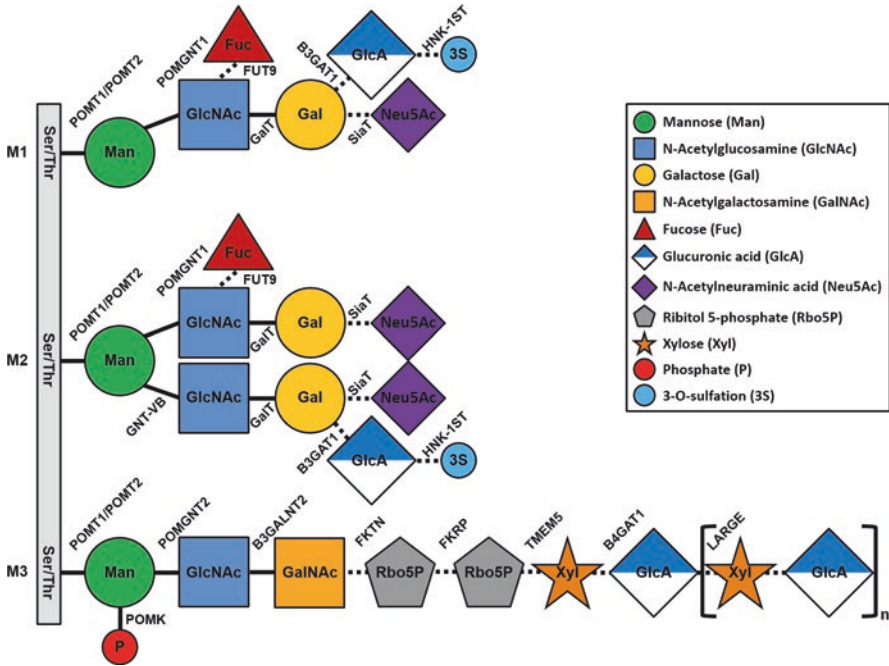 M1
Ser/Thr
POMT1/POMT2
Man
POMGNT1
GlcNAc
Fuc
FUT9
GalT
Gal
B3GAT1
GlcA
HNK-1ST
3S
SiaT
Neu5Ac
M2
Ser/Thr
POMT1/POMT2
Man
POMGNT1
GlcNAc
Fuc
FUT9
GalT
Gal
SiaT
Neu5Ac
GNT-VB
GlcNAc
GalT
Gal
SiaT
Neu5Ac
B3GAT1
GlcA
HNK-1ST
3S
M3
Ser/Thr
POMT1/POMT2
Man
POMK
P
POMGNT2
GlcNAc
B3GALNT2
GalNAc
FKTN
Rbo5P
FKRP
Rbo5P
TMEM5
Xyl
B4GAT1
GlcA
LARGE
Xyl
GlcA
n
Mannose (Man)
N-Acetylglucosamine (GlcNAc)
Galactose (Gal)
N-Acetylgalactosamine (GalNAc)
Fucose (Fuc)
Glucuronic acid (GlcA)
N-Acetylneuraminic acid (Neu5Ac)
Ribitol 5-phosphate (Rbo5P)
Xylose (Xyl)
Phosphate (P)
3-O-sulfation (3S)